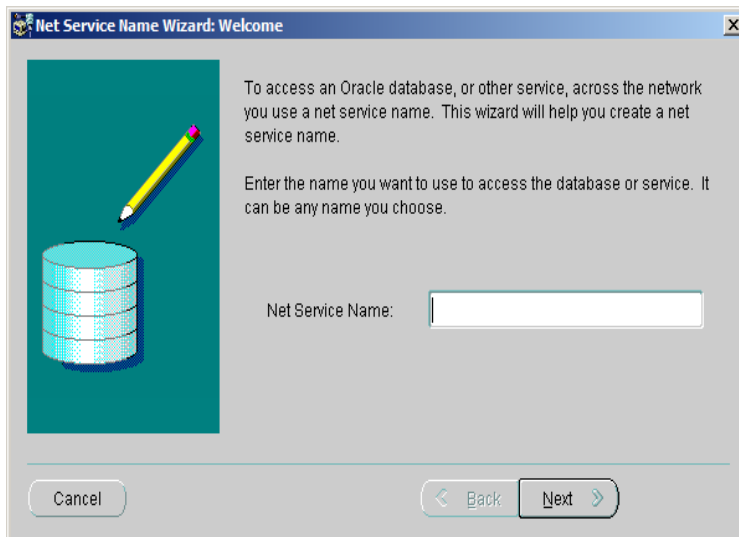 Net Service Name Wizard: Welcome
To access an Oracle database, or other service, across the network
you use a net service name. This wizard will help you create a net
service name.
Enter the name you want to use to access the database or service. It
can be any name you choose.
Net Service Name:
Cancel
Back
Next